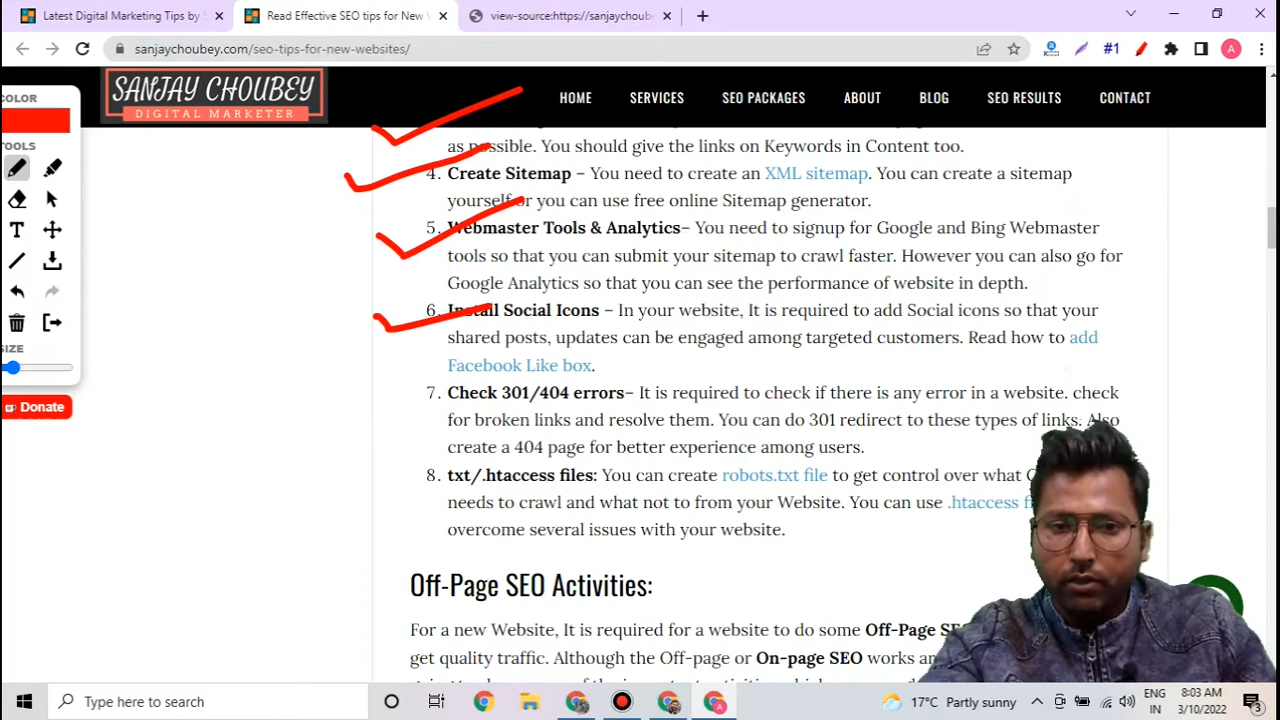 Latest Digital Marketing Tips by S
Read Effective SEO tips for New W
view-source:https://sanjaychoube
sanjaychoubey.com/seo-tips-for-new-websites/
#1
A
SANJAY CHOUBEY
DIGITAL MARKETER
HOME SERVICES SEO PACKAGES ABOUT BLOG SEO RESULTS CONTACT
COLOR
TOOLS
T
SIZE
Donate
as possible. You should give the links on Keywords in Content too.
4. Create Sitemap – You need to create an XML sitemap. You can create a sitemap
yourself or you can use free online Sitemap generator.
5. Webmaster Tools & Analytics– You need to signup for Google and Bing Webmaster
tools so that you can submit your sitemap to crawl faster. However you can also go for
Google Analytics so that you can see the performance of website in depth.
6. Install Social Icons – In your website, It is required to add Social icons so that your
shared posts, updates can be engaged among targeted customers. Read how to add
Facebook Like box.
7. Check 301/404 errors– It is required to check if there is any error in a website. check
for broken links and resolve them. You can do 301 redirect to these types of links. Also
create a 404 page for better experience among users.
8. txt/.htaccess files: You can create robots.txt file to get control over what
needs to crawl and what not to from your Website. You can use .htaccess
overcome several issues with your website.
Off-Page SEO Activities:
For a new Website, It is required for a website to do some Off-Page
get quality traffic. Although the Off-page or On-page SEO works
Type here to search
17°C Partly sunny
ENG
IN
8:03 AM
3/10/2022
3